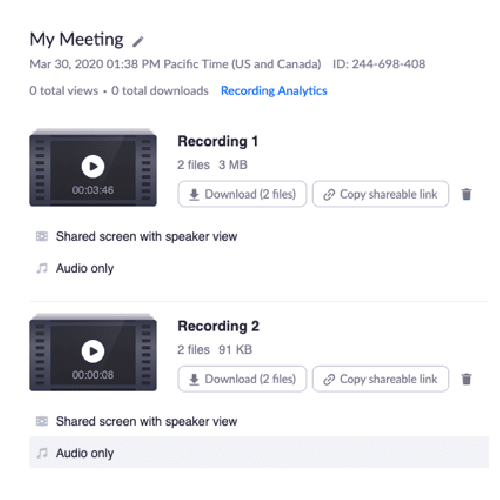 My Meeting
Mar 30, 2020 01:38 PM Pacific Time (US and Canada) ID: 244-698-408
0 total views • 0 total downloads Recording Analytics
Recording 1
2 files 3 MB
00:03:46
Download (2 files) Copy shareable link
Shared screen with speaker view
Audio only
Recording 2
2 files 91 KB
00:00:08
Download (2 files) Copy shareable link
Shared screen with speaker view
Audio only